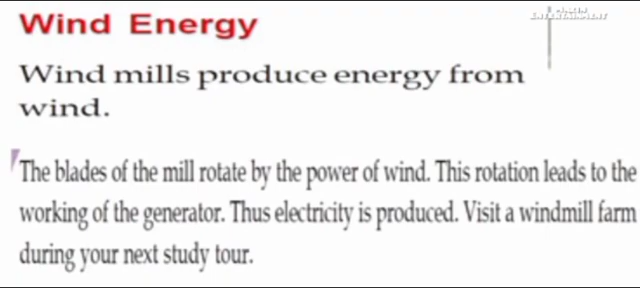 Wind Energy
Wind mills produce energy from
wind.
The blades of the mill rotate by the power of wind. This rotation leads to the
working of the generator. Thus electricity is produced. Visit a windmill farm
during your next study tour.
ENTERTAINMENT